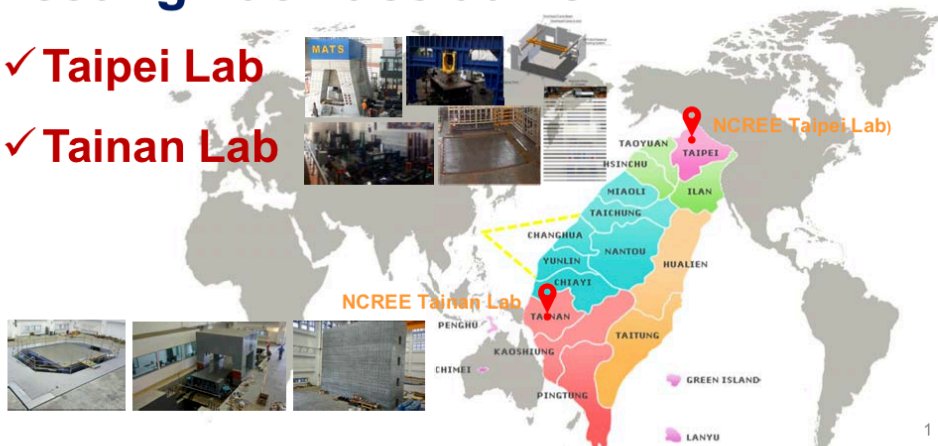 ✓ Taipei Lab
✓ Tainan Lab
MATS
NCREE Taipei Lab)
TAOYUAN
TAIPEI
HSINCHU
MIAOLI
ILAN
TAICHUNG
CHANGHUA
NANTOU
YUNLIN
HUALIEN
CHIAYI
NCREE Tainan Lab
TAINAN
PENGHU
TAITUNG
KAOSHIUNG
CHIMEI
PINGTUNG
GREEN ISLAND
LANYU
1